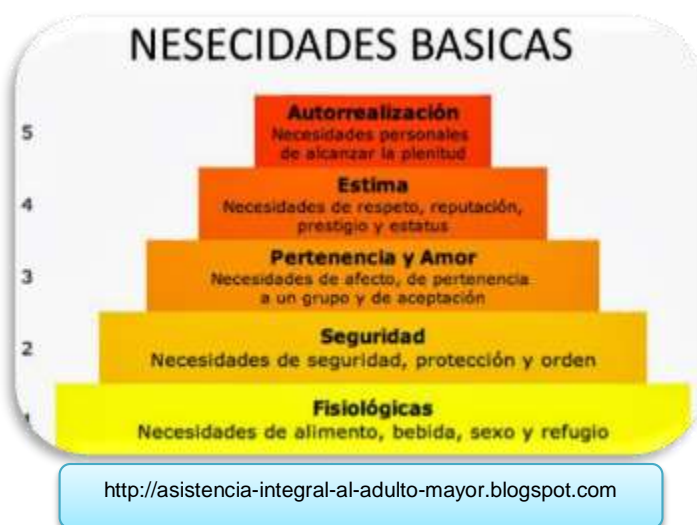 NESECIDADES BASICAS
5
Autorrealización
Necesidades personales
de alcanzar la plenitud
4
Estima
Necesidades de respeto, reputación,
prestigio y estatus
3
Pertenencia y Amor
Necesidades de afecto, de pertenencia
a un grupo y de aceptación
2
Seguridad
Necesidades de seguridad, protección y orden
Fisiológicas
Necesidades de alimento, bebida, sexo y refugio
http://asistencia-integral-al-adulto-mayor.blogspot.com